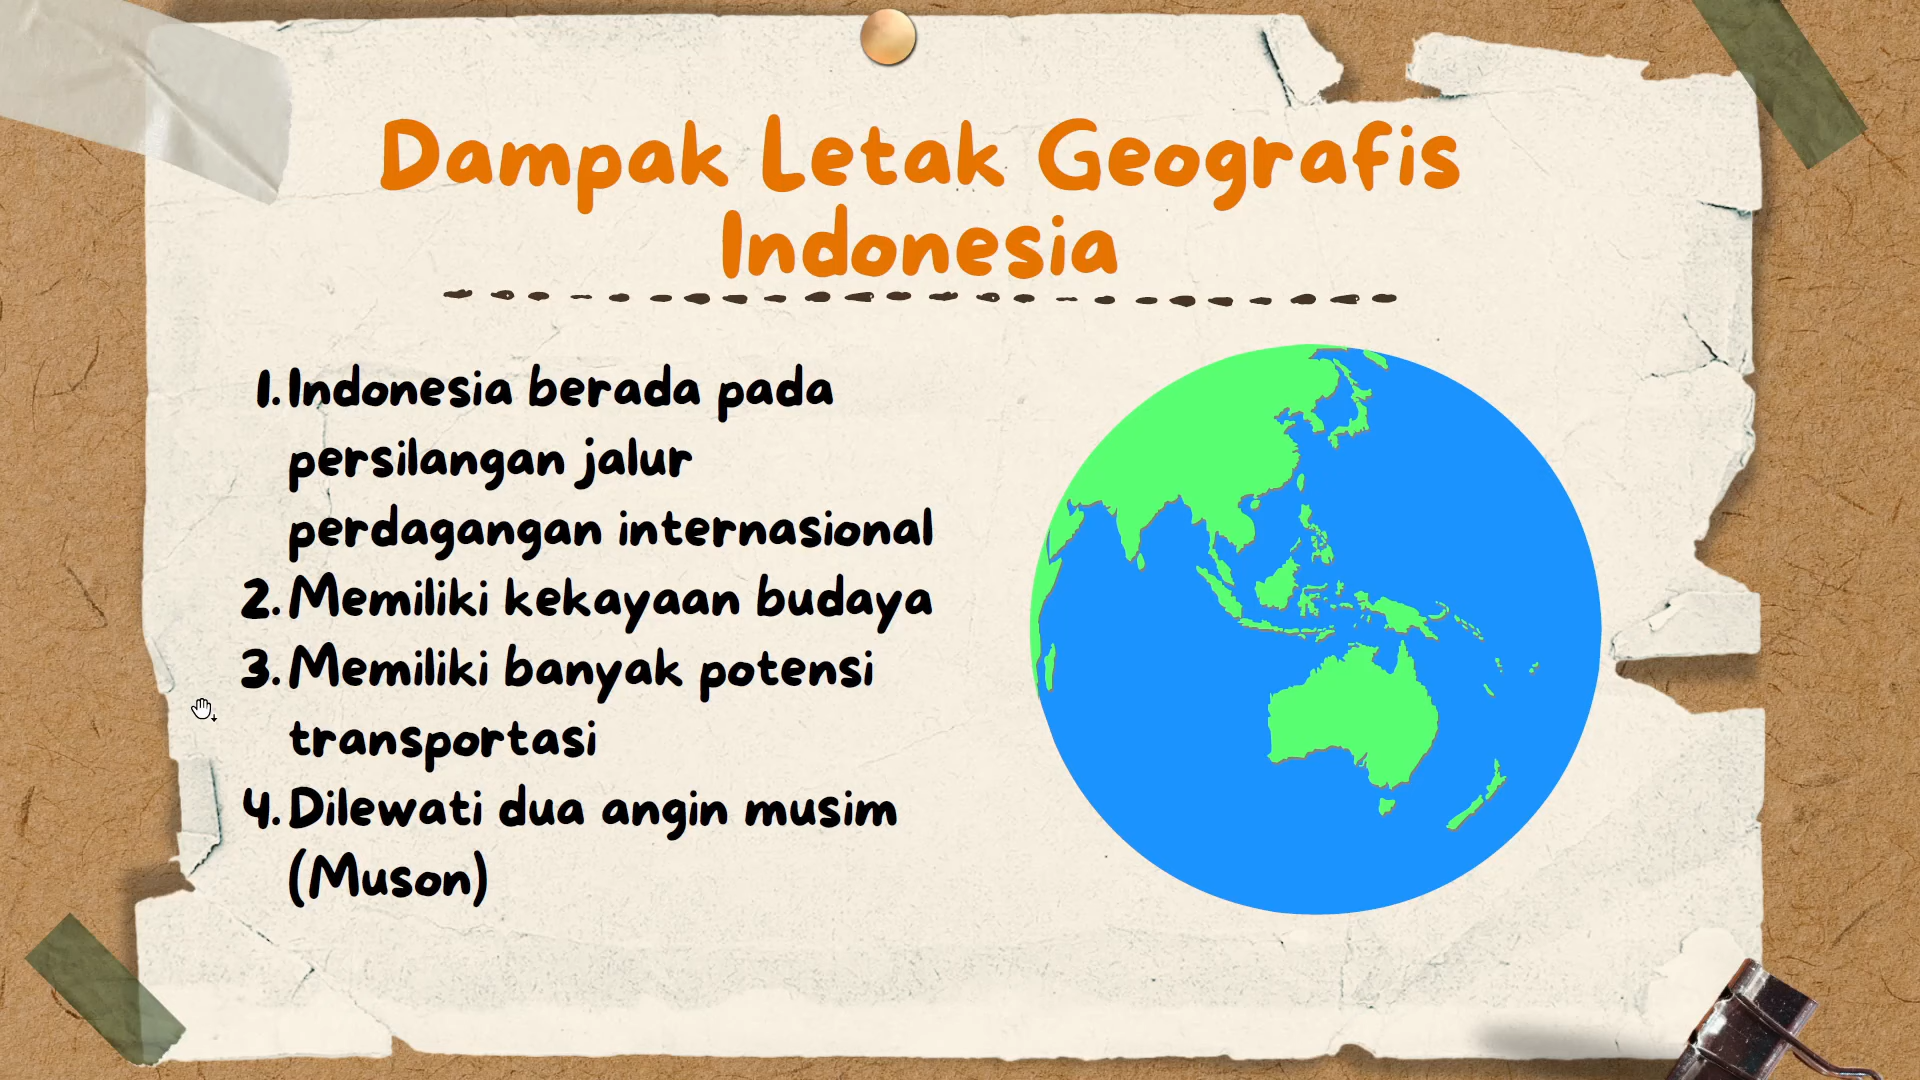 Dampak Letak Geografis
Indonesia
1. Indonesia berada pada
persilangan jalur
perdagangan internasional
2. Memiliki kekayaan budaya
3. Memiliki banyak potensi
transportasi
4. Dilewati dua angin musim
(Muson)